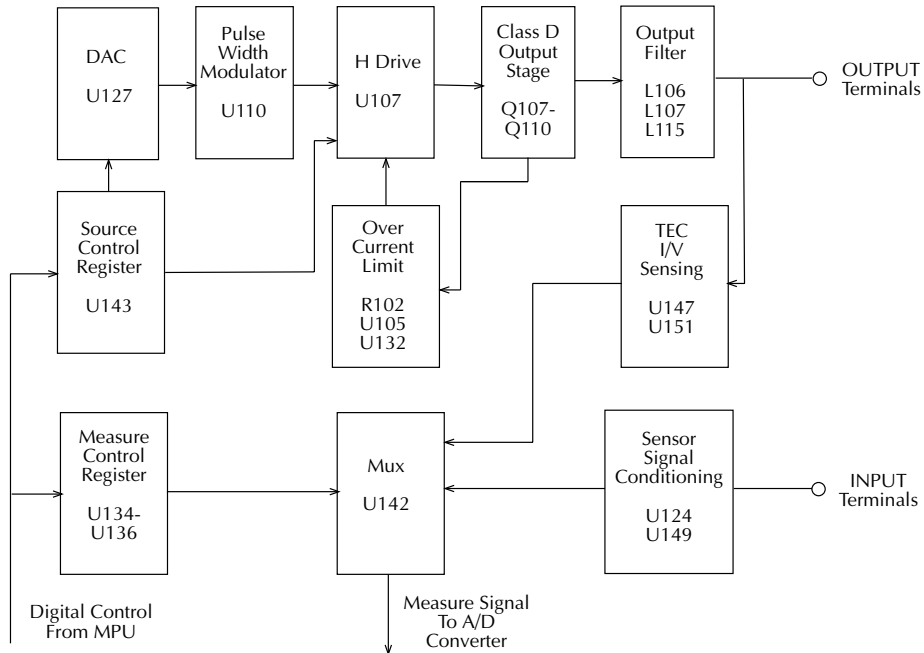 DAC
U127
Pulse
Width
Modulator
U110
H Drive
U107
Class D
Output
Stage
Q107-
Q110
Output
Filter
L106
L107
L115
OUTPUT
Terminals
Source
Control
Register
U143
Over
Current
Limit
R102
U105
U132
TEC
I/V
Sensing
U147
U151
Measure
Control
Register
U134-
U136
Mux
U142
Sensor
Signal
Conditioning
U124
U149
INPUT
Terminals
Digital Control
From MPU
Measure Signal
To A/D
Converter